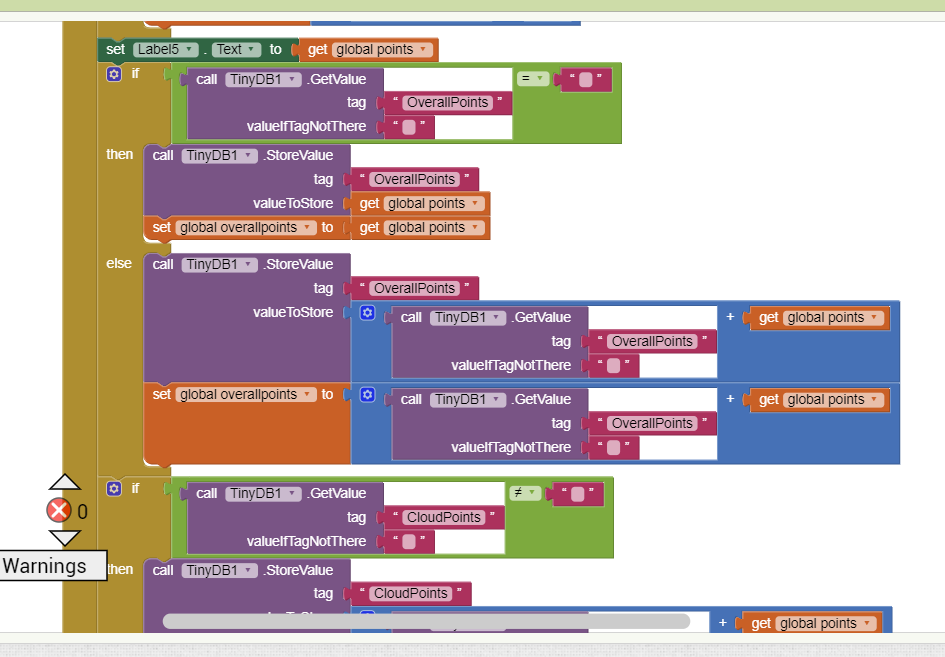 set Label5 . Text to get global points
if call TinyDB1 .GetValue = “ ”
tag “ OverallPoints ”
valueIfTagNotThere “ ”
then call TinyDB1 .StoreValue
tag “ OverallPoints ”
valueToStore get global points
set global overallpoints to get global points
else call TinyDB1 .StoreValue
tag “ OverallPoints ”
valueToStore call TinyDB1 .GetValue + get global points
tag “ OverallPoints ”
valueIfTagNotThere “ ”
set global overallpoints to call TinyDB1 .GetValue + get global points
tag “ OverallPoints ”
valueIfTagNotThere “ ”
if call TinyDB1 .GetValue ≠ “ ”
0 tag “ CloudPoints ”
valueIfTagNotThere “ ”
Warnings then call TinyDB1 .StoreValue
tag “ CloudPoints ”
+ get global points